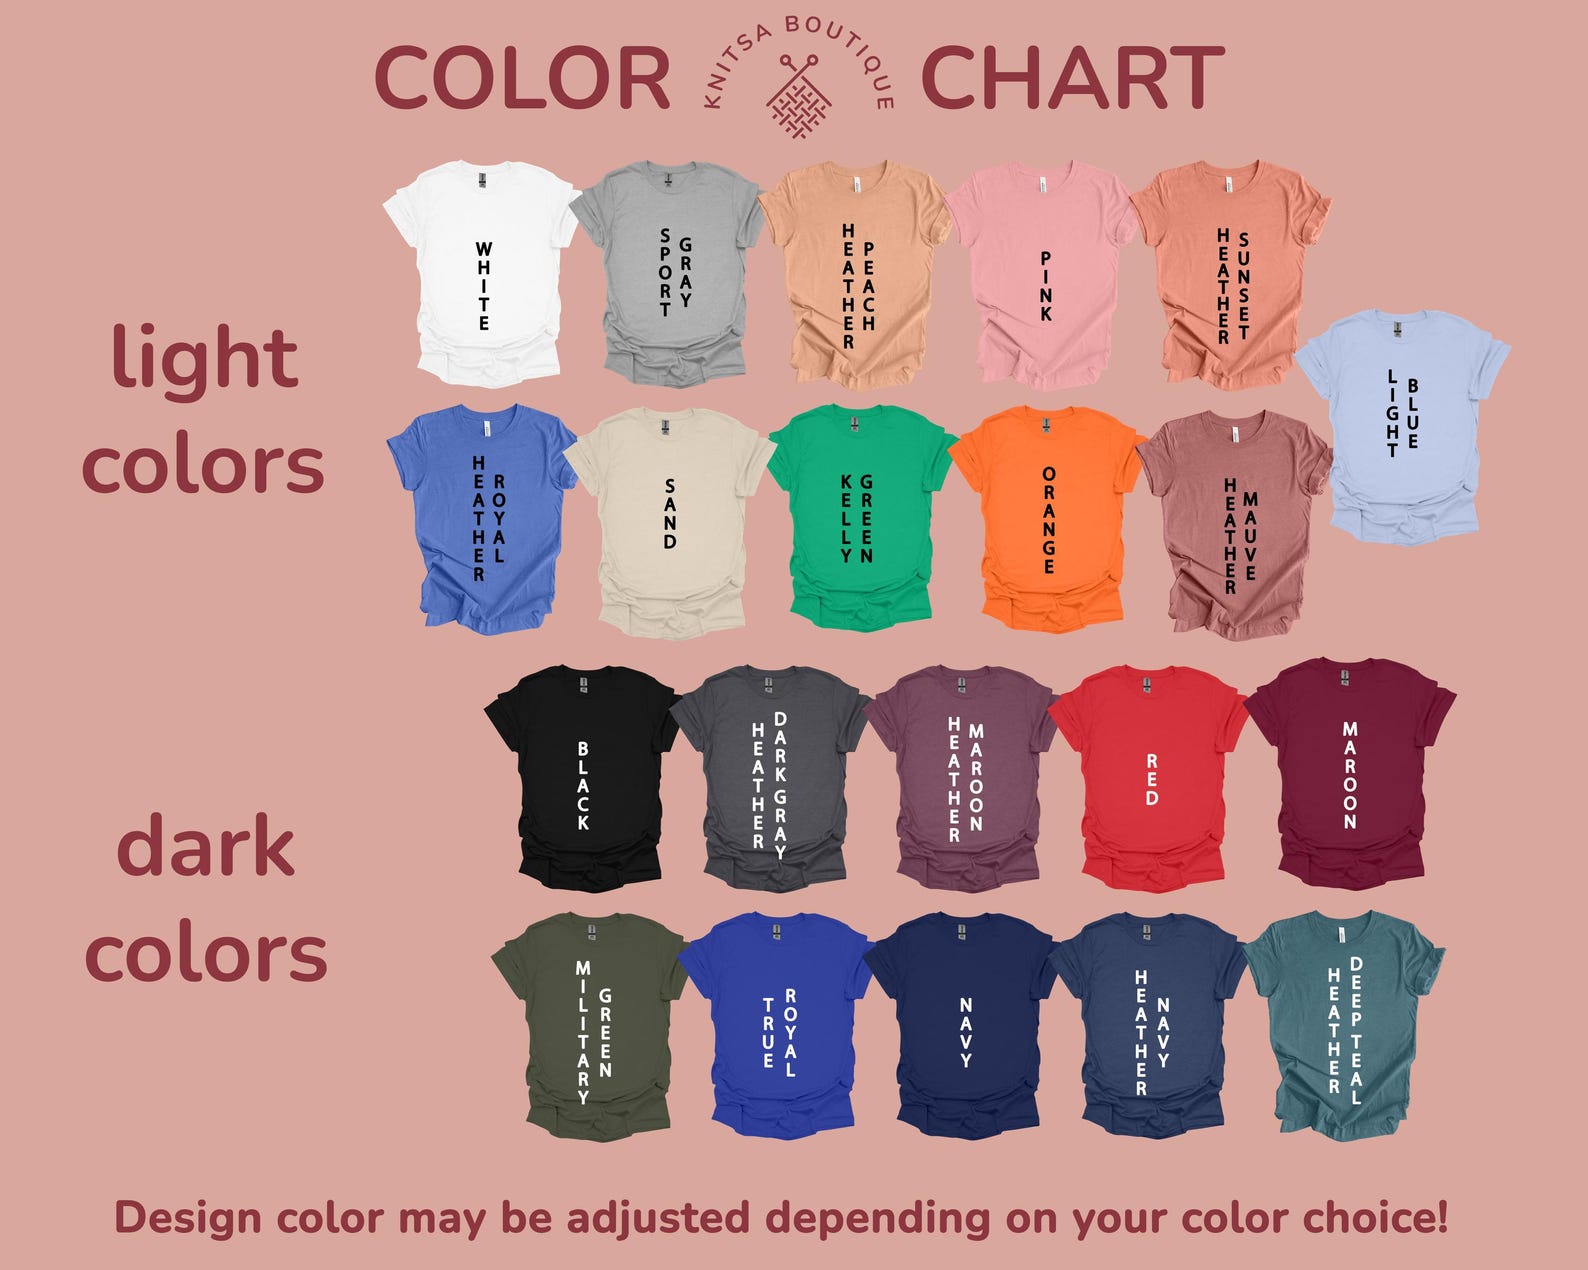 COLOR
KNITSA BOUTIQUE
CHART
light
colors
WHITE
SPORT
GRAY
HEATHER
PEACH
PINK
HEATHER
SUNSET
LIGHT
BLUE
HEATHER
ROYAL
SAND
KELLY
GREEN
ORANGE
HEATHER
MAUVE
dark
colors
BLACK
HEATHER
DARK GRAY
HEATHER
MAROON
RED
MAROON
MILITARY
GREEN
TRUE
ROYAL
NAVY
HEATHER
NAVY
HEATHER
DEEP TEAL
Design color may be adjusted depending on your color choice!